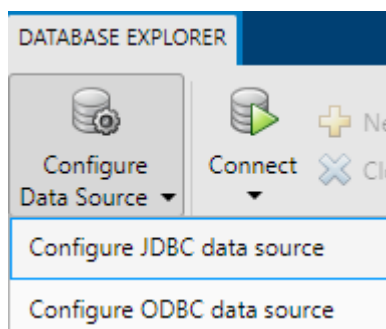 DATABASE EXPLORER
Configure
Data Source
Connect
Configure JDBC data source
Configure ODBC data source